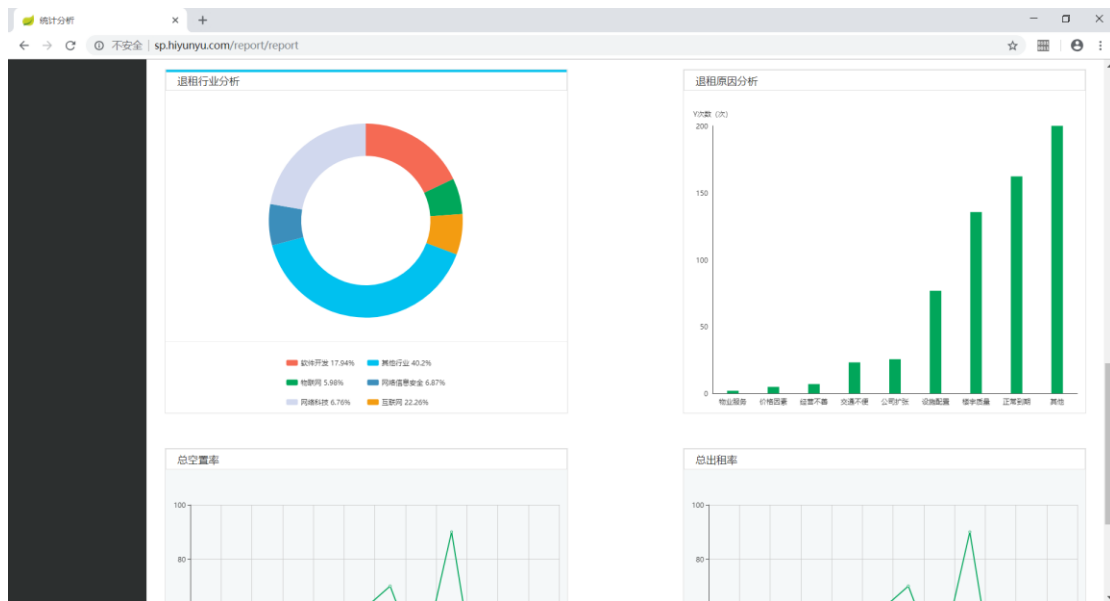 统计分析
不安全 sp.hiyunyu.com/report/report
退租行业分析
软件开发 17.94% 其他行业 40.2%
物联网 5.98% 网络信息安全 6.87%
网络科技 6.76% 互联网 22.26%
退租原因分析
Y次数（次）
200
150
100
50
0
物业服务 价格因素 经营不善 交通不便 公司扩张 设施配置 楼宇质量 正常到期 其他
总空置率
100
80
总出租率
100
80